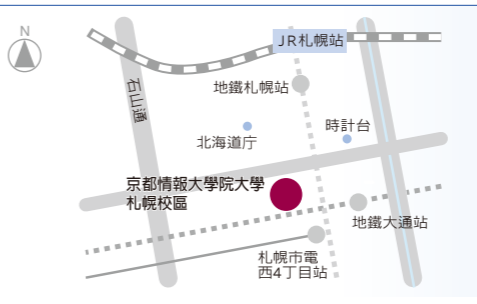 N
JR札幌站
地鐵札幌站
石山通
北海道庁
時計台
京都情報大學院大學
札幌校區
地鐵大通站
札幌市電
西4丁目站